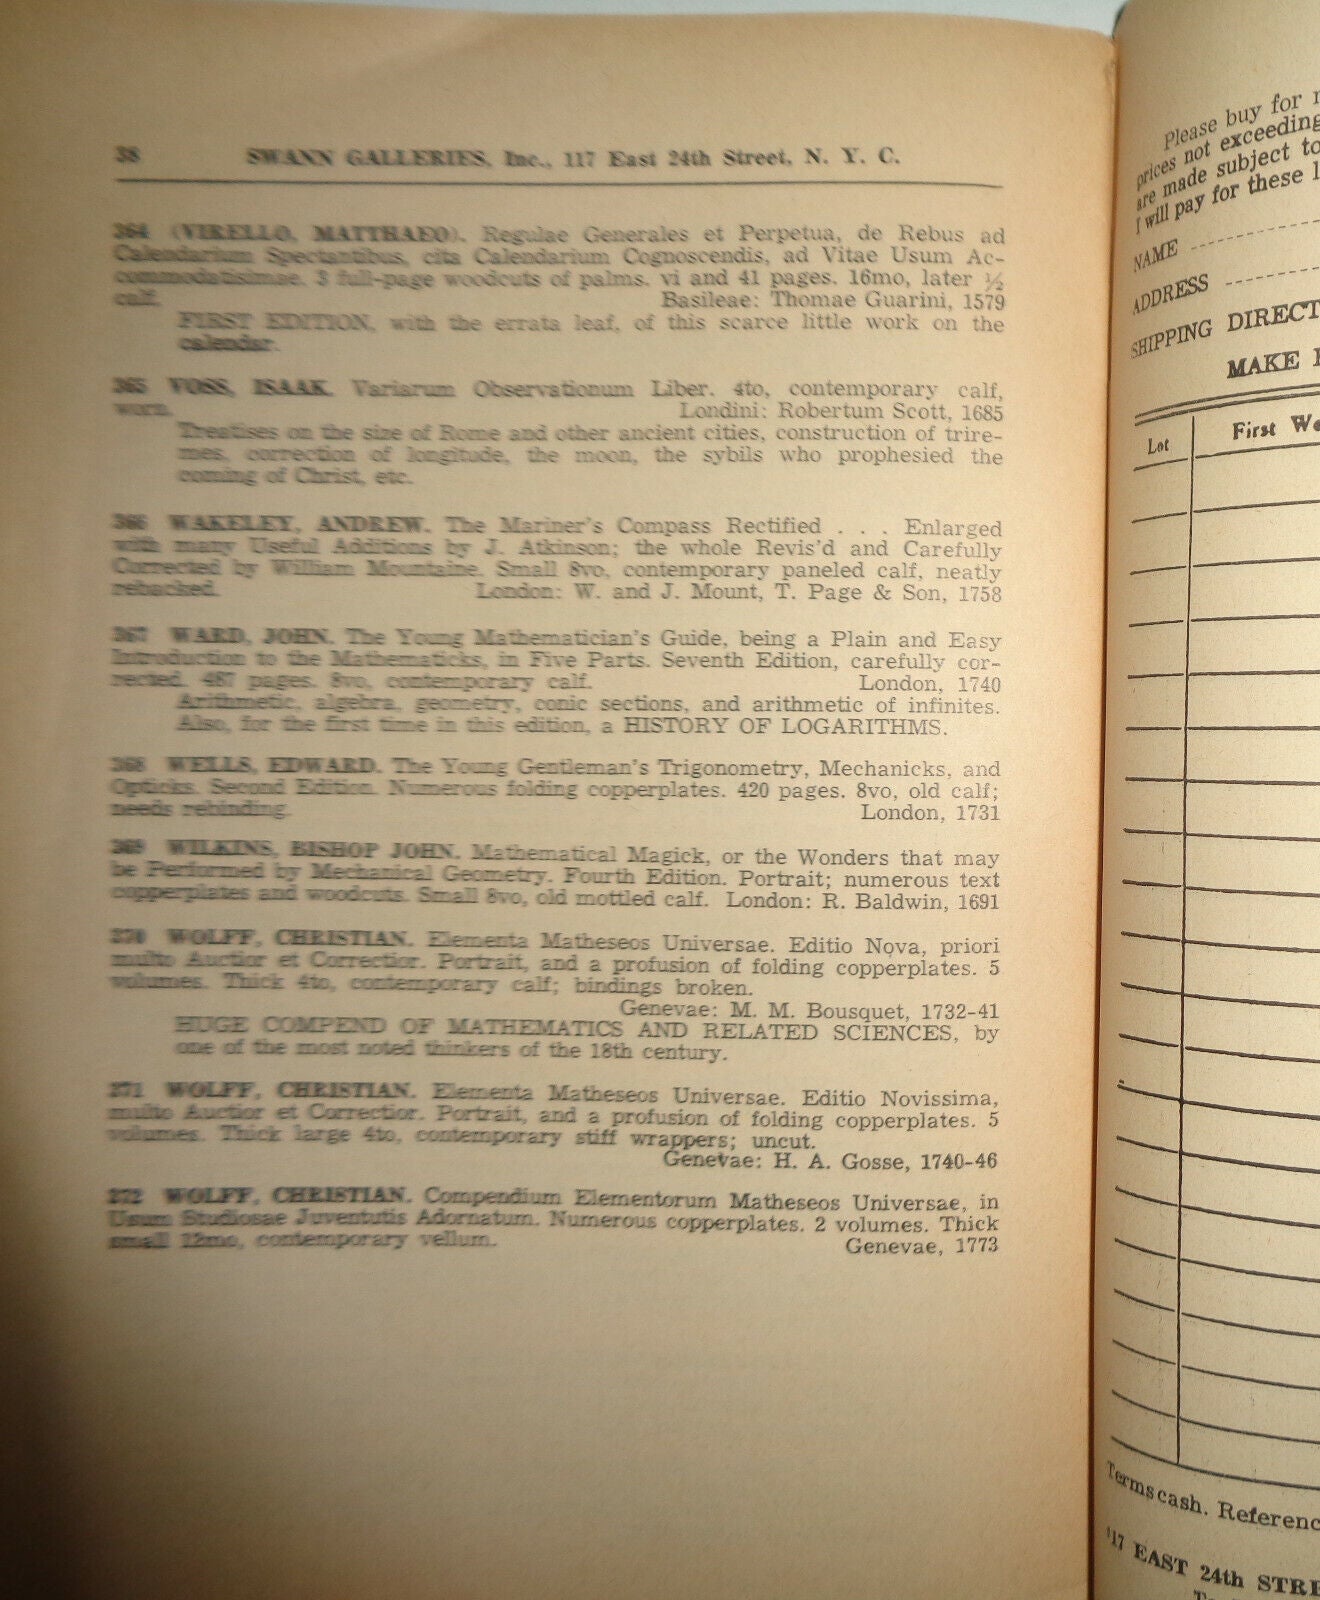 38 SWANN GALLERIES, Inc., 117 East 24th Street, N. Y. C.
364 (VIRELLO, MATTHAEO). Regulae Generales et Perpetua, de Rebus ad
Calendarium Spectantibus, cita Calendarium Cognoscendis, ad Vitae Usum Ac-
commodatisimae. 3 full-page woodcuts of palms. vi and 41 pages. 16mo, later ½
calf. Basileae: Thomae Guarini, 1579
FIRST EDITION, with the errata leaf, of this scarce little work on the
calendar.
365 VOSS, ISAAK. Variarum Observationum Liber. 4to, contemporary calf,
worn. Londini: Robertum Scott, 1685
Treatises on the size of Rome and other ancient cities, construction of trire-
mes, correction of longitude, the moon, the sybils who prophesied the
coming of Christ, etc.
366 WAKELEY, ANDREW. The Mariner's Compass Rectified . . . Enlarged
with many Useful Additions by J. Atkinson; the whole Revis'd and Carefully
Corrected by William Mountaine. Small 8vo, contemporary paneled calf, neatly
rebacked. London: W. and J. Mount, T. Page & Son, 1758
367 WARD, JOHN. The Young Mathematician's Guide, being a Plain and Easy
Introduction to the Mathematicks, in Five Parts. Seventh Edition, carefully cor-
rected. 487 pages. 8vo, contemporary calf. London, 1740
Arithmetic, algebra, geometry, conic sections, and arithmetic of infinites.
Also, for the first time in this edition, a HISTORY OF LOGARITHMS.
368 WELLS, EDWARD. The Young Gentleman's Trigonometry, Mechanicks, and
Opticks. Second Edition. Numerous folding copperplates. 420 pages. 8vo, old calf;
needs rebinding. London, 1731
369 WILKINS, BISHOP JOHN. Mathematical Magick, or the Wonders that may
be Performed by Mechanical Geometry. Fourth Edition. Portrait; numerous text
copperplates and woodcuts. Small 8vo, old mottled calf. London: R. Baldwin, 1691
370 WOLFF, CHRISTIAN. Elementa Matheseos Universae. Editio Nova, priori
multo Auctior et Correctior. Portrait, and a profusion of folding copperplates. 5
volumes. Thick 4to, contemporary calf; bindings broken.
Genevae: M. M. Bousquet, 1732-41
HUGE COMPEND OF MATHEMATICS AND RELATED SCIENCES, by
one of the most noted thinkers of the 18th century.
371 WOLFF, CHRISTIAN. Elementa Matheseos Universae. Editio Novissima,
multo Auctior et Correctior. Portrait, and a profusion of folding copperplates. 5
volumes. Thick large 4to, contemporary stiff wrappers; uncut.
Genevae: H. A. Gosse, 1740-46
372 WOLFF, CHRISTIAN. Compendium Elementorum Matheseos Universae, in
Usum Studiosae Juventutis Adornatum. Numerous copperplates. 2 volumes. Thick
small 12mo, contemporary vellum. Genevae, 1773
Please buy for
prices not exceeding
are made subject to
I will pay for these
NAME
ADDRESS
SHIPPING DIRECT
MAKE
Lot First Wo
Terms cash. Referenc
117 EAST 24th STRE